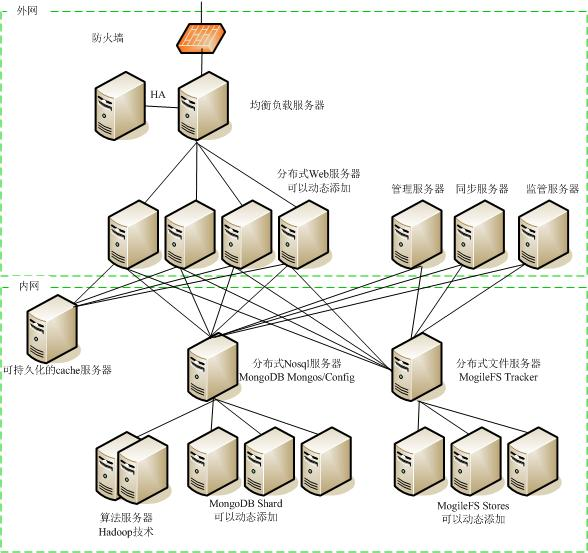 外网
防火墙
HA
均衡负载服务器
分布式Web服务器
可以动态添加
管理服务器
同步服务器
监管服务器
内网
可持久化的cache服务器
分布式Nosql服务器
MongoDB Mongos/Config
分布式文件服务器
MogileFS Tracker
算法服务器
Hadoop技术
MongoDB Shard
可以动态添加
MogileFS Stores
可以动态添加